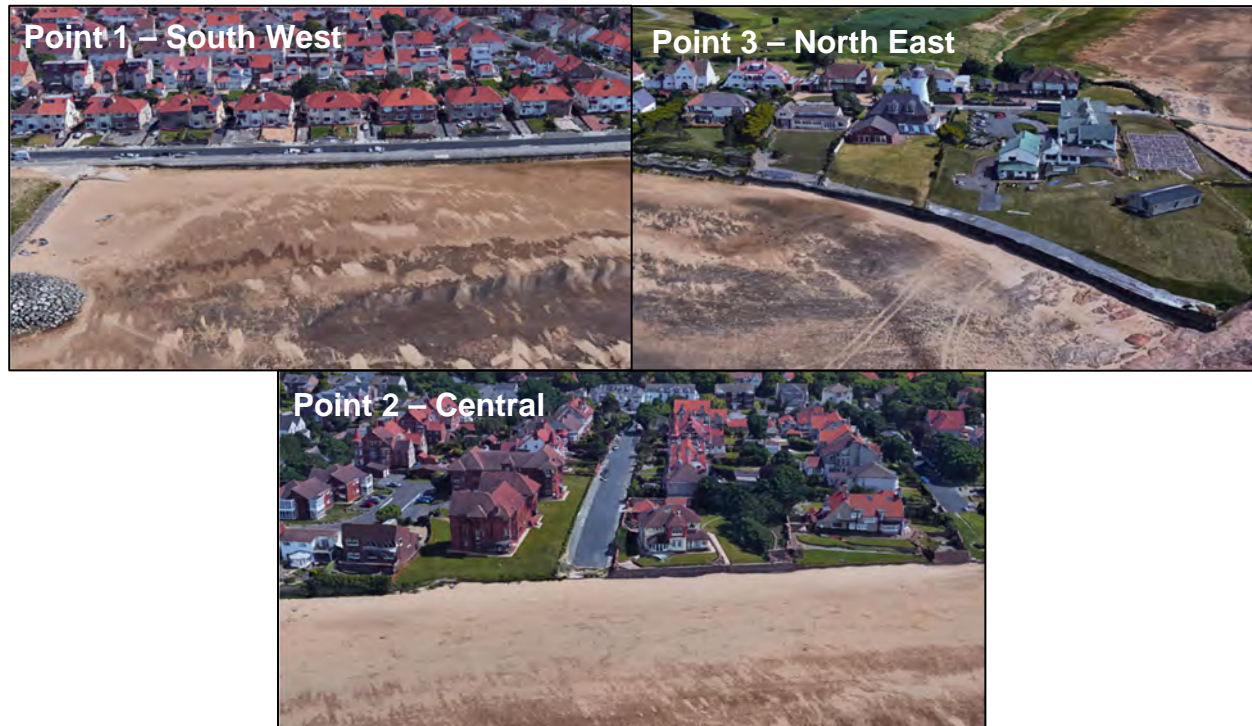 Point 1 – South West
Point 3 – North East
Point 2 – Central